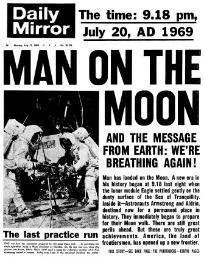 Daily
Mirror
The time: 9.18 pm,
July 20, AD 1969
MAN ON THE
MOON
AND THE MESSAGE
FROM EARTH: WE'RE
BREATHING AGAIN!
Man has landed on the Moon. A new era in
his history began at 9.18 last night when
the lunar module Eagle settled gently on the
dusty surface of the Sea of Tranquility.
Inside it—Astronauts Armstrong and Aldrin,
destined now for a permanent place in
history. They immediately began to prepare
for their Moon walk. There are still great
perils ahead. But these are truly great
achievements. America, the land of
frontiersmen, has opened up a new frontier.
The last practice run